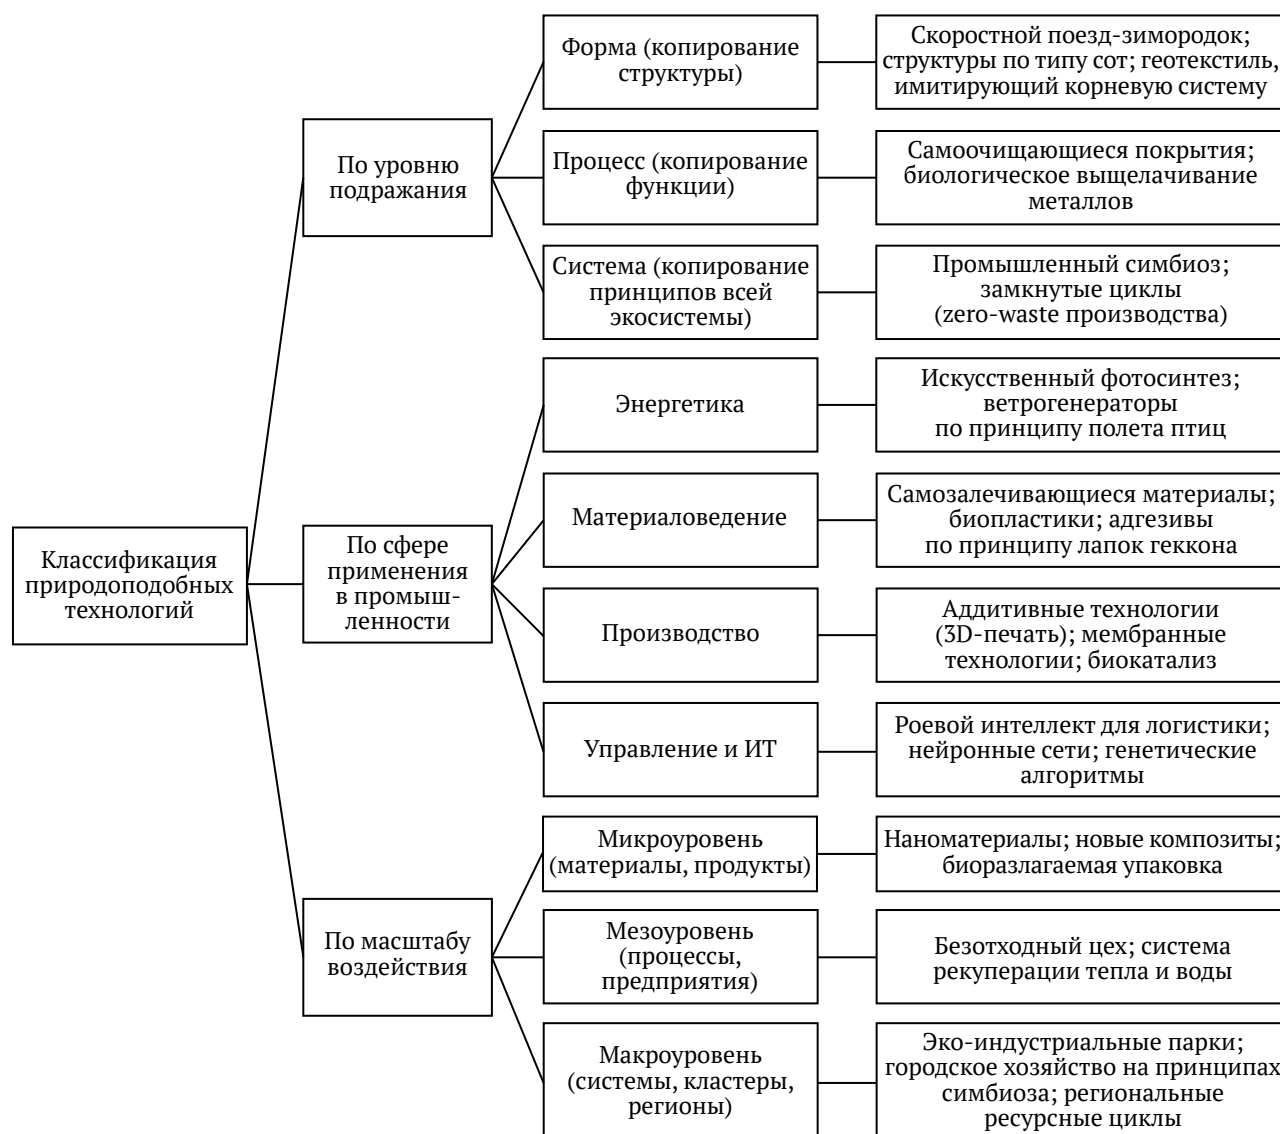 Классификация
природоподобных
технологий
По уровню
подражания
Форма (копирование
структуры)
Скоростной поезд-зимородок;
структуры по типу сот; геотекстиль,
имитирующий корневую систему
Процесс (копирование
функции)
Самоочищающиеся покрытия;
биологическое выщелачивание
металлов
Система (копирование
принципов всей
экосистемы)
Промышленный симбиоз;
замкнутые циклы
(zero-waste производства)
По сфере
применения
в промыш-
ленности
Энергетика
Искусственный фотосинтез;
ветрогенераторы
по принципу полета птиц
Материаловедение
Самозалечивающиеся материалы;
биопластики; адгезивы
по принципу лапок геккона
Производство
Аддитивные технологии
(3D-печать); мембранные
технологии; биокатализ
Управление и ИТ
Роевой интеллект для логистики;
нейронные сети; генетические
алгоритмы
По масштабу
воздействия
Микроуровень
(материалы, продукты)
Наноматериалы; новые композиты;
биоразлагаемая упаковка
Мезоуровень
(процессы,
предприятия)
Безотходный цех; система
рекуперации тепла и воды
Макроуровень
(системы, кластеры,
регионы)
Эко-индустриальные парки;
городское хозяйство на принципах
симбиоза; региональные
ресурсные циклы